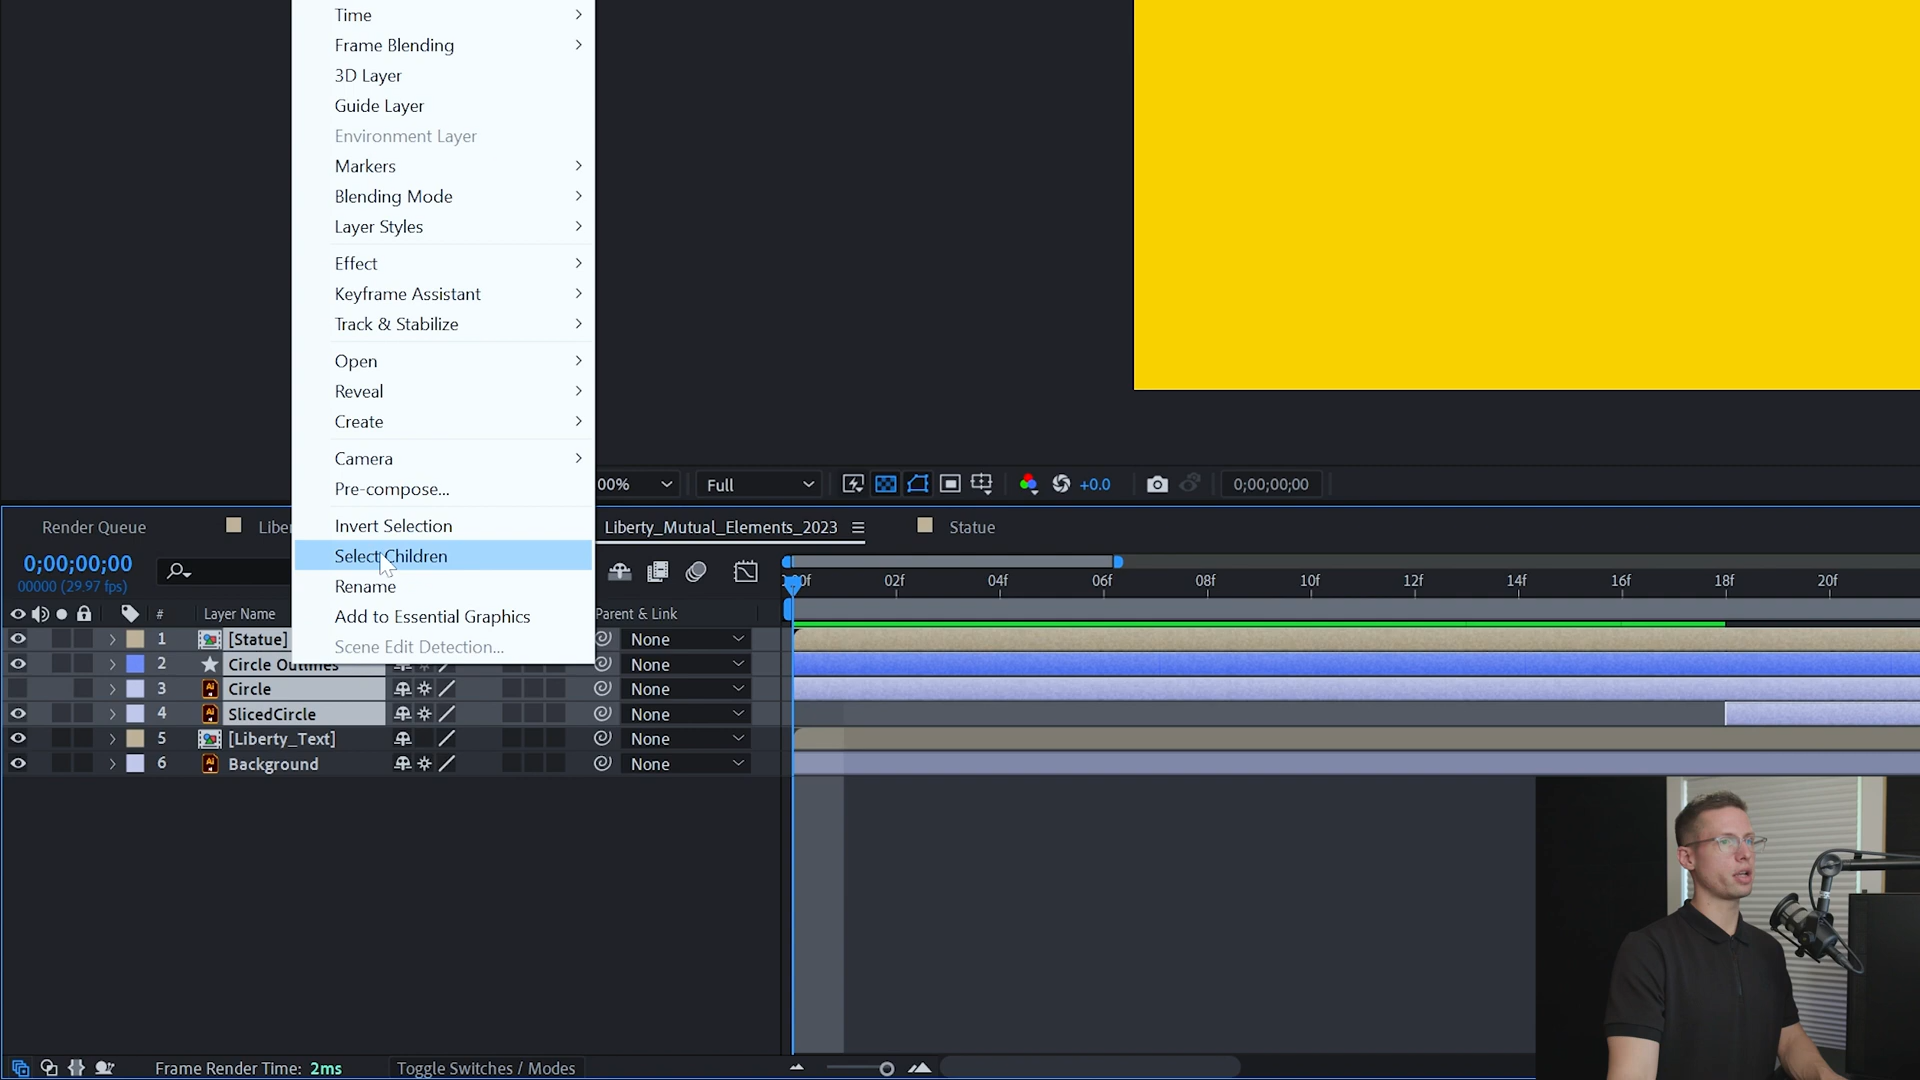 Time
Frame Blending
3D Layer
Guide Layer
Environment Layer
Markers
Blending Mode
Layer Styles
Effect
Keyframe Assistant
Track & Stabilize
Open
Reveal
Create
Camera
Pre-compose...
Invert Selection
Select Children
Rename
Add to Essential Graphics
Scene Edit Detection...
00% Full +0.0 0;00;00;00
Render Queue Liber Liberty_Mutual_Elements_2023 Statue
0;00;00;00
00000 (29.97 fps)
00f 02f 04f 06f 08f 10f 12f 14f 16f 18f 20f
# Layer Name Parent & Link
1 [Statue] None
2 Circle Outlines None
3 Circle None
4 SlicedCircle None
5 [Liberty_Text] None
6 Background None
Frame Render Time: 2ms Toggle Switches / Modes